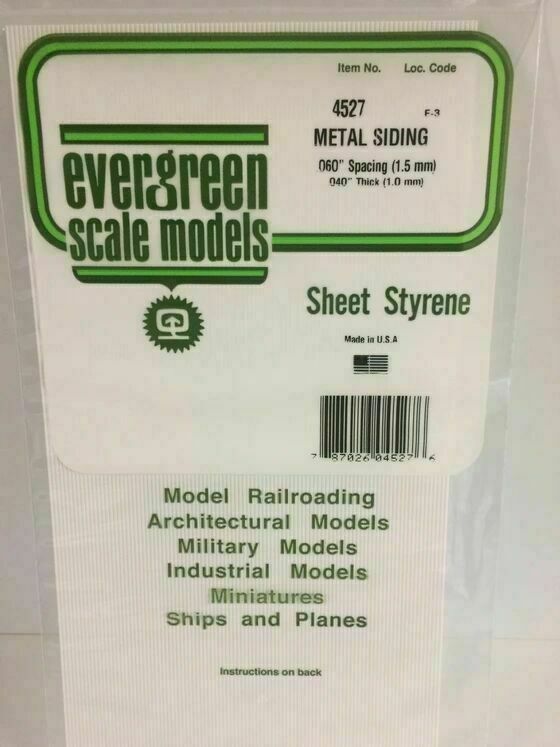 Item No. Loc. Code
4527 F-3
METAL SIDING
.060" Spacing (1.5 mm)
.040" Thick (1.0 mm)
evergreen
scale models
Sheet Styrene
Made in U.S.A
7 87026 04527 6
Model Railroading
Architectural Models
Military Models
Industrial Models
Miniatures
Ships and Planes
Instructions on back